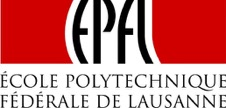 EPFL
ÉCOLE POLYTECHNIQUE
FÉDÉRALE DE LAUSANNE